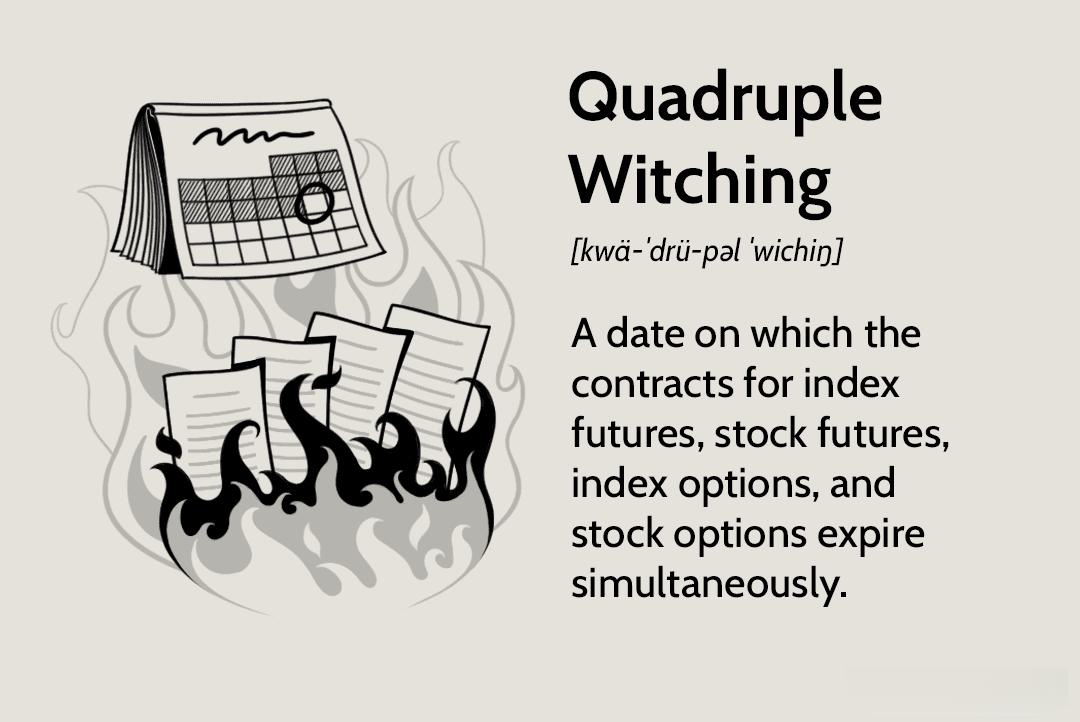 Quadruple
Witching
[kwä-ˈdrü-pəl ˈwichiŋ]
A date on which the
contracts for index
futures, stock futures,
index options, and
stock options expire
simultaneously.